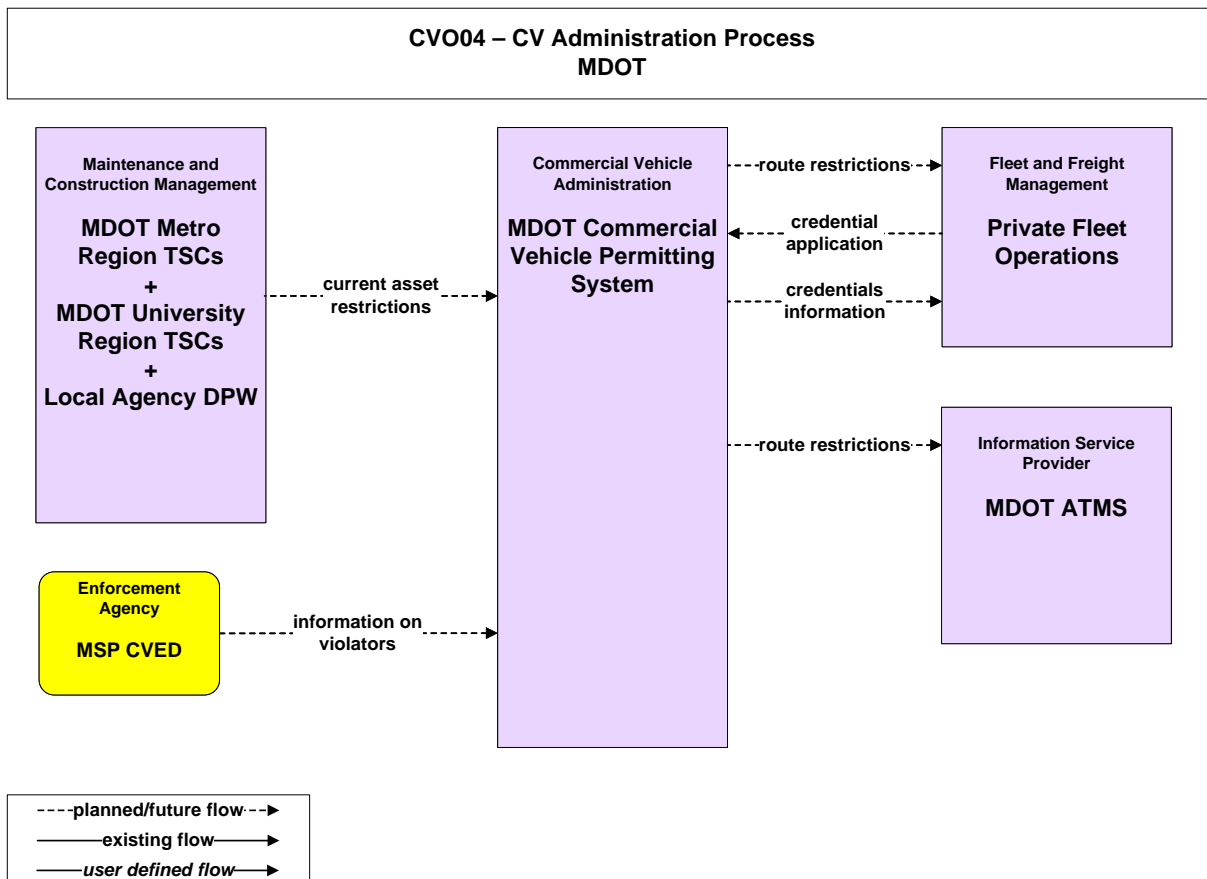 CVO04 – CV Administration Process
MDOT
Maintenance and
Construction Management
MDOT Metro
Region TSCs
+
MDOT University
Region TSCs
+
Local Agency DPW
current asset
restrictions
Enforcement
Agency
MSP CVED
information on
violators
Commercial Vehicle
Administration
MDOT Commercial
Vehicle Permitting
System
route restrictions
credential
application
credentials
information
route restrictions
Fleet and Freight
Management
Private Fleet
Operations
Information Service
Provider
MDOT ATMS
planned/future flow
existing flow
user defined flow